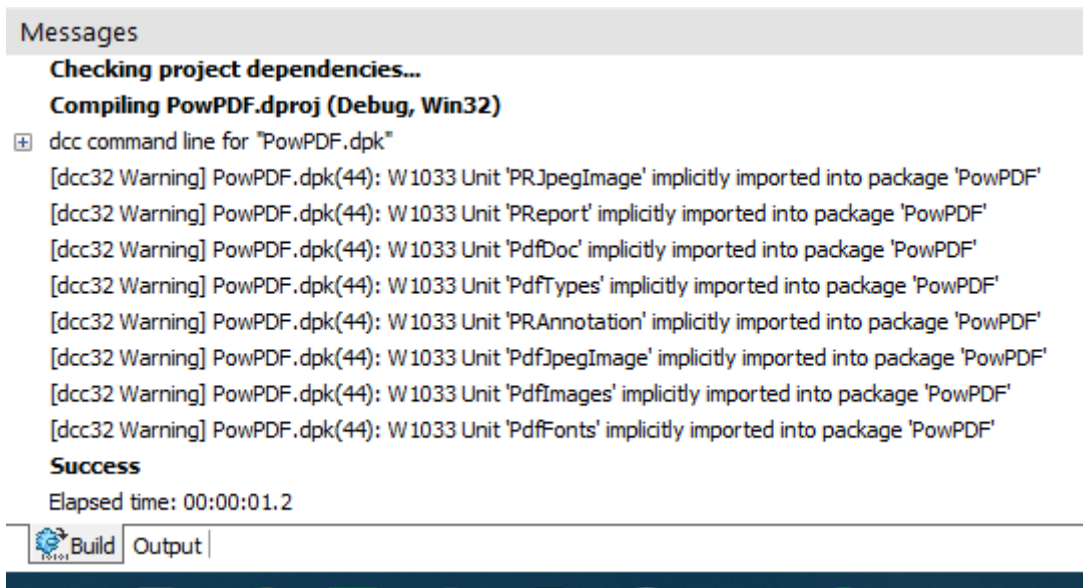 Messages
Checking project dependencies...
Compiling PowPDF.dproj (Debug, Win32)
dcc command line for "PowPDF.dpk"
[dcc32 Warning] PowPDF.dpk(44): W1033 Unit 'PRJpegImage' implicitly imported into package 'PowPDF'
[dcc32 Warning] PowPDF.dpk(44): W1033 Unit 'PReport' implicitly imported into package 'PowPDF'
[dcc32 Warning] PowPDF.dpk(44): W1033 Unit 'PdfDoc' implicitly imported into package 'PowPDF'
[dcc32 Warning] PowPDF.dpk(44): W1033 Unit 'PdfTypes' implicitly imported into package 'PowPDF'
[dcc32 Warning] PowPDF.dpk(44): W1033 Unit 'PRAnnotation' implicitly imported into package 'PowPDF'
[dcc32 Warning] PowPDF.dpk(44): W1033 Unit 'PdfJpegImage' implicitly imported into package 'PowPDF'
[dcc32 Warning] PowPDF.dpk(44): W1033 Unit 'PdfImages' implicitly imported into package 'PowPDF'
[dcc32 Warning] PowPDF.dpk(44): W1033 Unit 'PdfFonts' implicitly imported into package 'PowPDF'
Success
Elapsed time: 00:00:01.2
Build Output